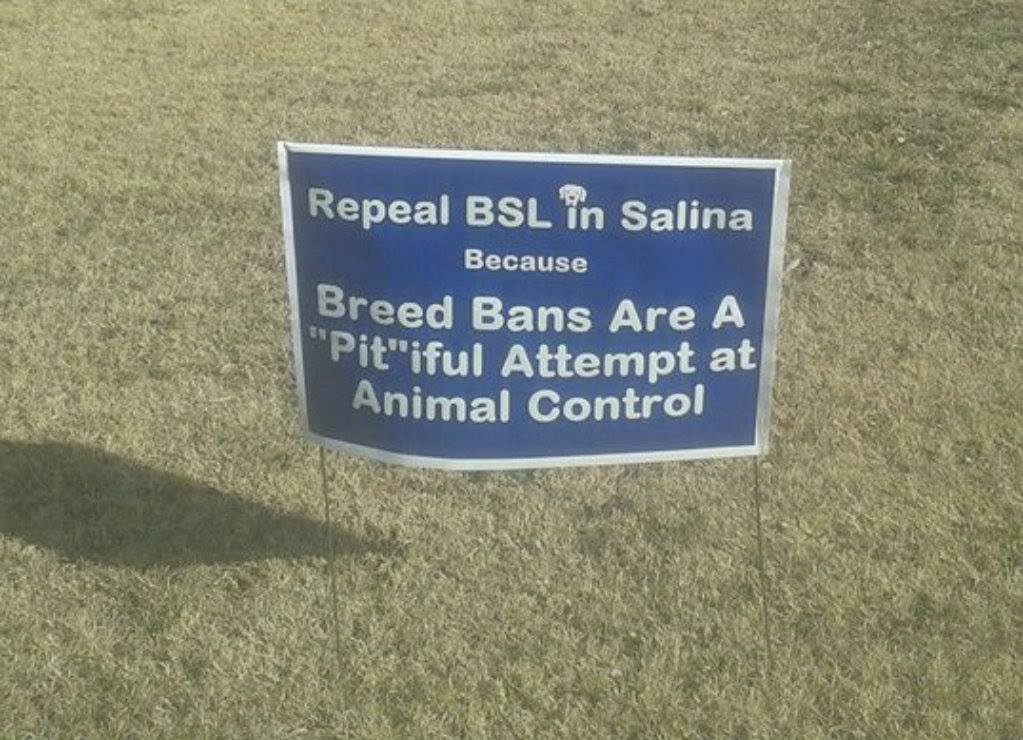 Repeal BSL in Salina
Because
Breed Bans Are A
"Pit"iful Attempt at
Animal Control